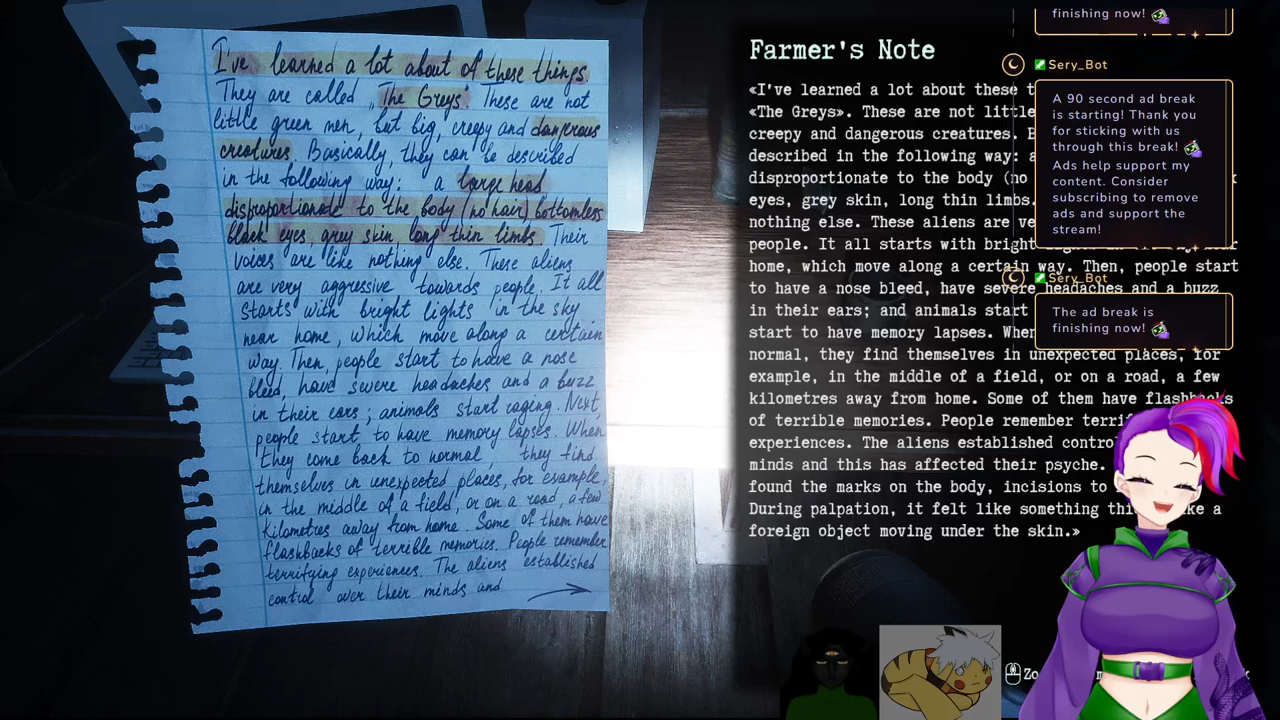 I've learned a lot about of these things.
They are called „The Greys" These are not
little green men, but big, creepy and dangrous
creatures. Basically, they can be described
in the following way: a large head
disproportionate to the body (no hair) bottomless
black eyes, grey skin long thin limbs. Their
voices are like nothing else. These aliens
are very aggressive towards people. It all
starts with bright lights in the sky
near home, which move along a certain
way. Then, people start to have a nose
bleed, have severe headaches and a buzz
in their ears; animals start raging. Next
people start to have memory lapses. When
they come back to normal, they find
themselves in unexpected places, for example,
in the middle of a field, or on a road, a few
kilometres away from home. Some of them have
flashbacks of terrible memories. People remember
terrifying experiences. The aliens established
control over their minds and
Farmer's Note
«I've learned a lot about these t
«The Greys». These are not little
creepy and dangerous creatures. B
described in the following way: a
disproportionate to the body (no
eyes, grey skin, long thin limbs.
nothing else. These aliens are ve
people. It all starts with bright
home, which move along a certain way. Then, people start
to have a nose bleed, have severe headaches and a buzz
in their ears; and animals start
start to have memory lapses. When
normal, they find themselves in unexpected places, for
example, in the middle of a field, or on a road, a few
kilometres away from home. Some of them have flashbacks
of terrible memories. People remember terrif
experiences. The aliens established contro
minds and this has affected their psyche.
found the marks on the body, incisions to
During palpation, it felt like something thi ke a
foreign object moving under the skin.»
finishing now!
Sery_Bot
A 90 second ad break
is starting! Thank you
for sticking with us
through this break!
Ads help support my
content. Consider
subscribing to remove
ads and support the
stream!
Sery_Bot
The ad break is
finishing now!
Zo